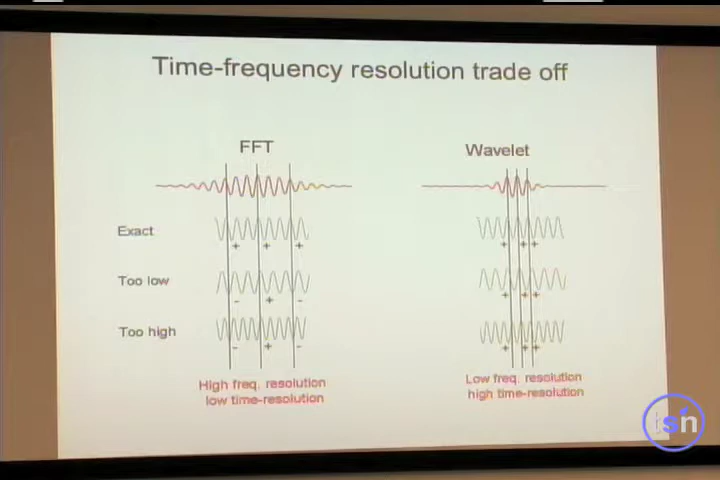 Time-frequency resolution trade off
FFT
Wavelet
Exact
+ + +
+ + +
Too low
- + -
+ + +
Too high
- + -
+ + +
High freq. resolution
low time-resolution
Low freq. resolution
high time-resolution
isn